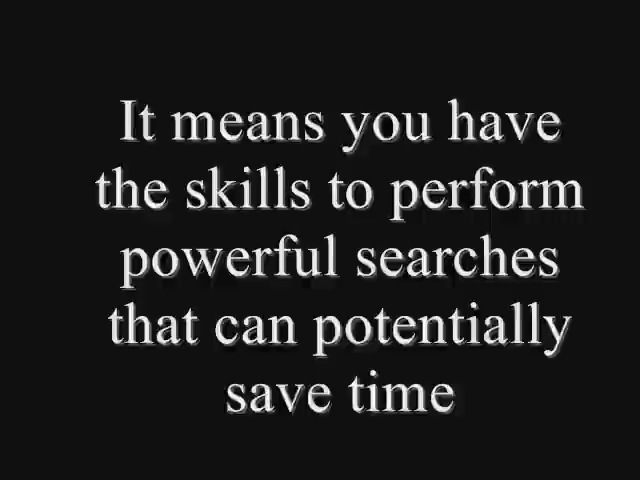 It means you have
the skills to perform
powerful searches
that can potentially
save time